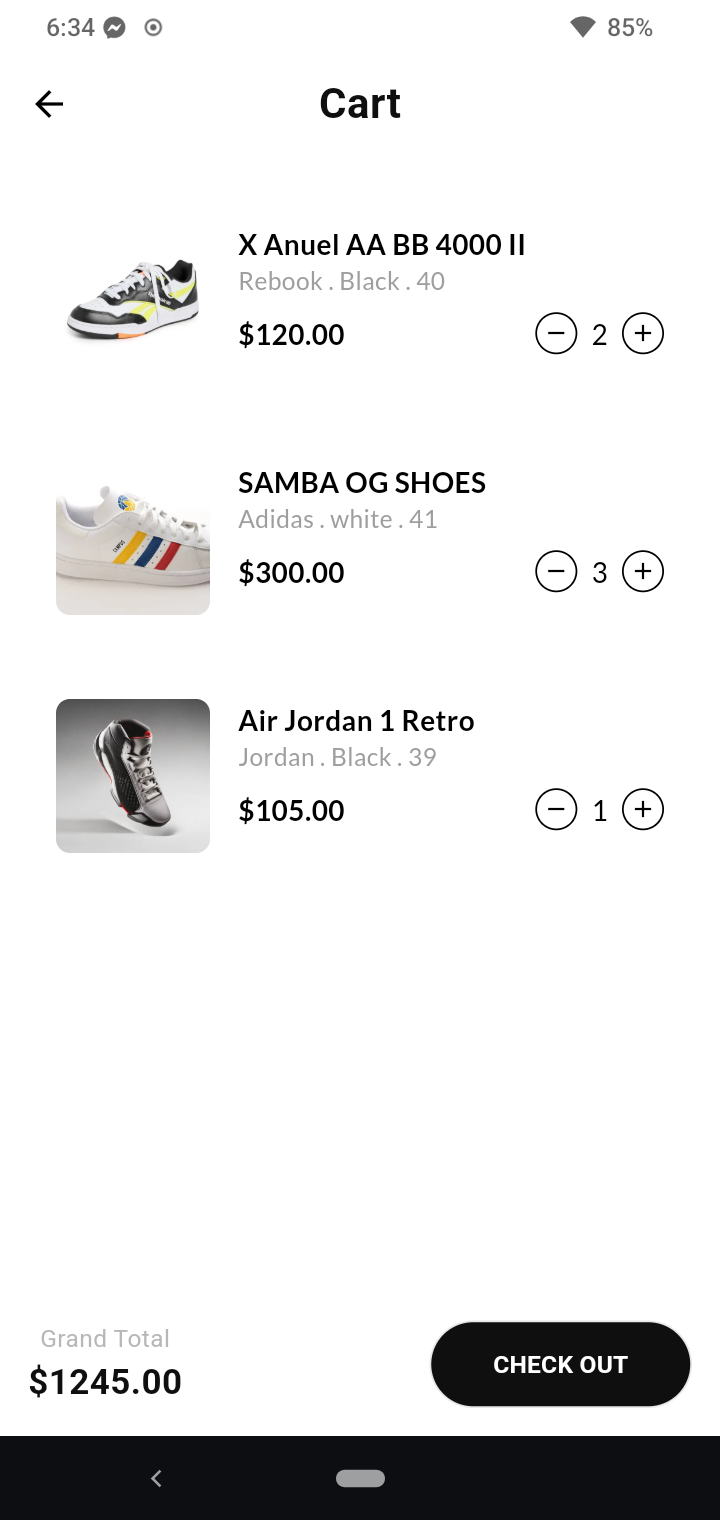 6:34
85%
Cart
X Anuel AA BB 4000 II
Rebook . Black . 40
$120.00
2
SAMBA OG SHOES
Adidas . white . 41
$300.00
3
Air Jordan 1 Retro
Jordan . Black . 39
$105.00
1
Grand Total
$1245.00
CHECK OUT